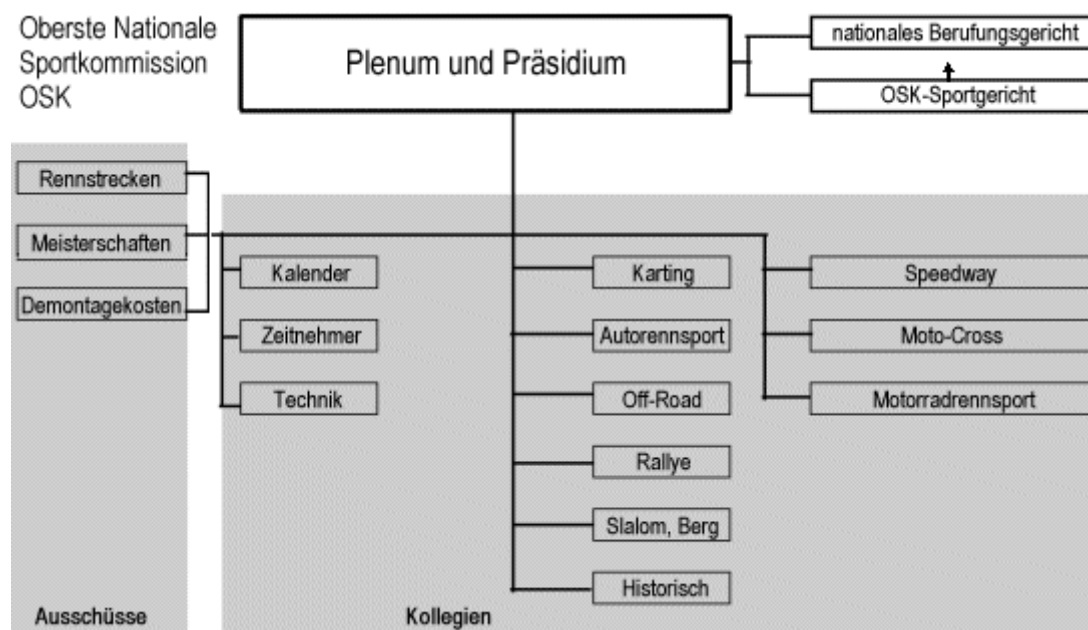 Oberste Nationale
Sportkommission
OSK
Plenum und Präsidium
nationales Berufungsgericht
OSK-Sportgericht
Rennstrecken
Meisterschaften
Demontagekosten
Kalender
Zeitnehmer
Technik
Karting
Autorennsport
Off-Road
Rallye
Slalom, Berg
Historisch
Speedway
Moto-Cross
Motorradrennsport
Ausschüsse
Kollegien